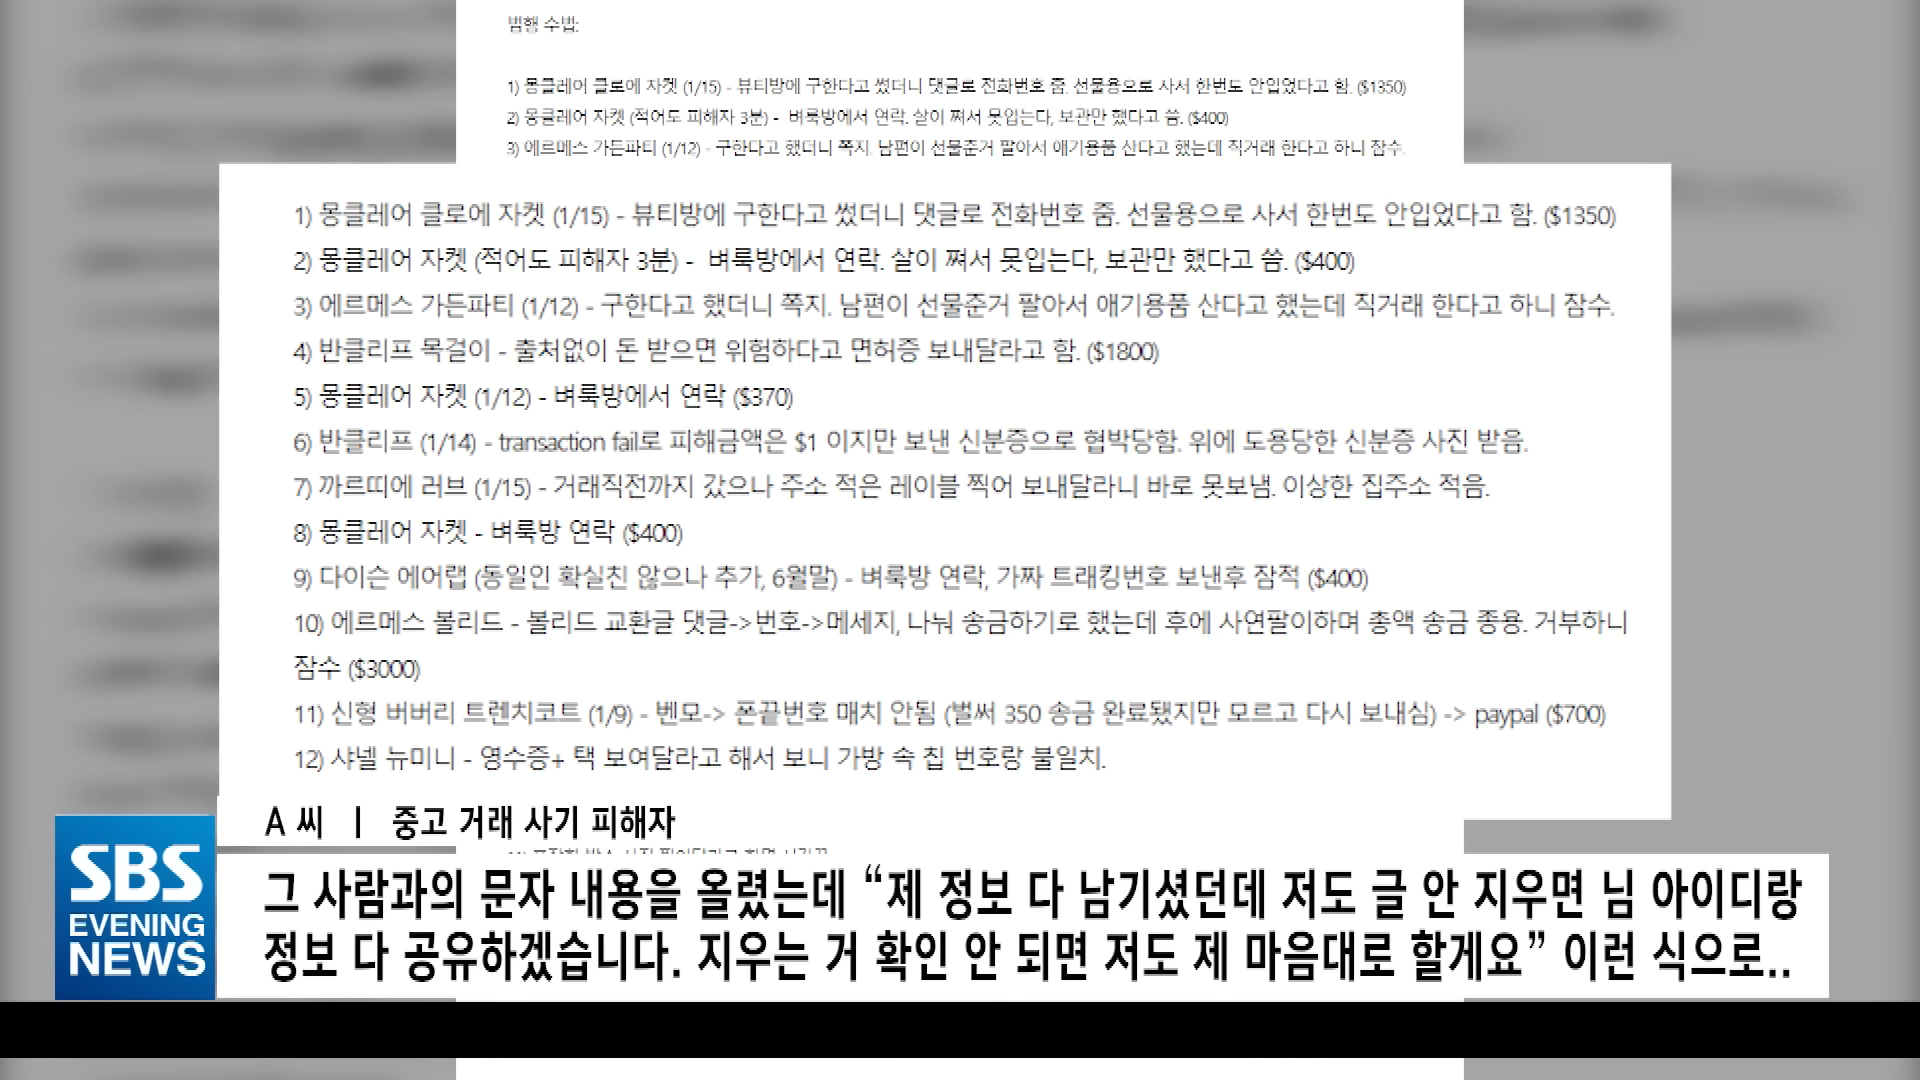 범행 수법:
1) 몽클레어 클로에 자켓 (1/15) - 뷰티방에 구한다고 썼더니 댓글로 전화번호 줌. 선물용으로 사서 한번도 안입었다고 함. ($1350)
2) 몽클레어 자켓 (적어도 피해자 3분) - 벼룩방에서 연락. 살이 쪄서 못입는다, 보관만 했다고 씀. ($400)
3) 에르메스 가든파티 (1/12) - 구한다고 했더니 쪽지. 남편이 선물준거 팔아서 애기용품 산다고 했는데 직거래 한다고 하니 잠수.
1) 몽클레어 클로에 자켓 (1/15) - 뷰티방에 구한다고 썼더니 댓글로 전화번호 줌. 선물용으로 사서 한번도 안입었다고 함. ($1350)
2) 몽클레어 자켓 (적어도 피해자 3분) - 벼룩방에서 연락. 살이 쪄서 못입는다, 보관만 했다고 씀. ($400)
3) 에르메스 가든파티 (1/12) - 구한다고 했더니 쪽지. 남편이 선물준거 팔아서 애기용품 산다고 했는데 직거래 한다고 하니 잠수.
4) 반클리프 목걸이 - 출처없이 돈 받으면 위험하다고 면허증 보내달라고 함. ($1800)
5) 몽클레어 자켓 (1/12) - 벼룩방에서 연락 ($370)
6) 반클리프 (1/14) - transaction fail로 피해금액은 $1 이지만 보낸 신분증으로 협박당함. 위에 도용당한 신분증 사진 받음.
7) 까르띠에 러브 (1/15) - 거래직전까지 갔으나 주소 적은 레이블 찍어 보내달라니 바로 못보냄. 이상한 집주소 적음.
8) 몽클레어 자켓 - 벼룩방 연락 ($400)
9) 다이슨 에어랩 (동일인 확실친 않으나 추가, 6월말) - 벼룩방 연락, 가짜 트래킹번호 보낸후 잠적 ($400)
10) 에르메스 볼리드 - 볼리드 교환글 댓글->번호->메세지, 나눠 송금하기로 했는데 후에 사연팔이하며 총액 송금 종용. 거부하니
잠수 ($3000)
11) 신형 버버리 트렌치코트 (1/9) - 벤모-> 폰끝번호 매치 안됨 (벌써 350 송금 완료됐지만 모르고 다시 보내심) -> paypal ($700)
12) 샤넬 뉴미니 - 영수증+ 택 보여달라고 해서 보니 가방 속 칩 번호랑 불일치.
A 씨 ㅣ 중고 거래 사기 피해자
그 사람과의 문자 내용을 올렸는데 “제 정보 다 남기셨던데 저도 글 안 지우면 님 아이디랑
정보 다 공유하겠습니다. 지우는 거 확인 안 되면 저도 제 마음대로 할게요” 이런 식으로..
SBS
EVENING
NEWS